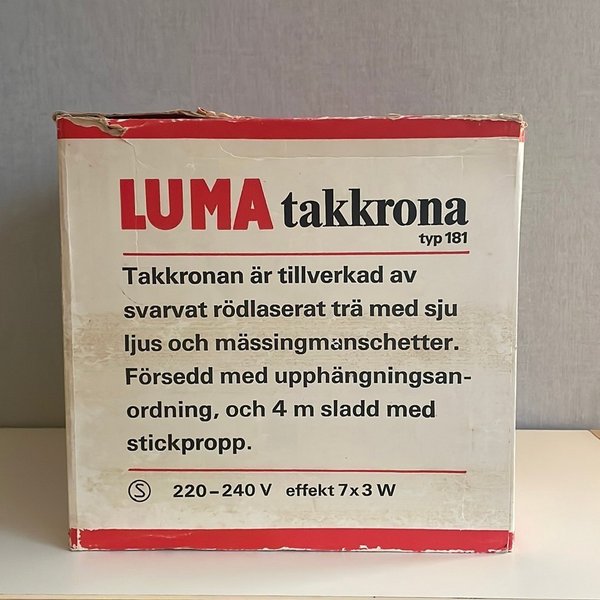 LUMA takkrona
typ 181
Takkronan är tillverkad av
svarvat rödlaserat trä med sju
ljus och mässingmanschetter.
Försedd med upphängningsan-
ordning, och 4 m sladd med
stickpropp.
S 220-240 V effekt 7x3 W